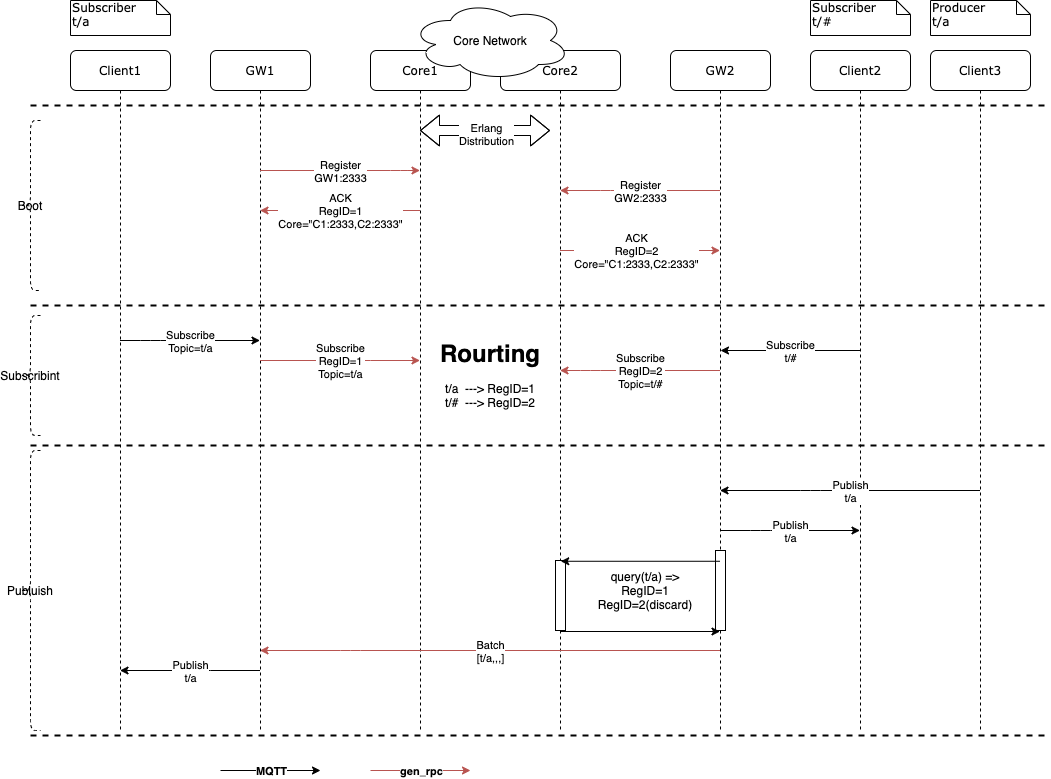 Subscriber
t/a
Subscriber
t/#
Producer
t/a
Core Network
Client1
GW1
Core1
Core2
GW2
Client2
Client3
Erlang
Distribution
Boot
Register
GW1:2333
Register
GW2:2333
ACK
RegID=1
Core="C1:2333,C2:2333"
ACK
RegID=2
Core="C1:2333,C2:2333"
Subscribint
Subscribe
Topic=t/a
Subscribe
RegID=1
Topic=t/a
Rourting
t/a ---> RegID=1
t/# ---> RegID=2
Subscribe
RegID=2
Topic=t/#
Subscribe
t/#
Publuish
Publish
t/a
Publish
t/a
query(t/a) =>
RegID=1
RegID=2(discard)
Batch
[t/a,,,]
Publish
t/a
MQTT
gen_rpc